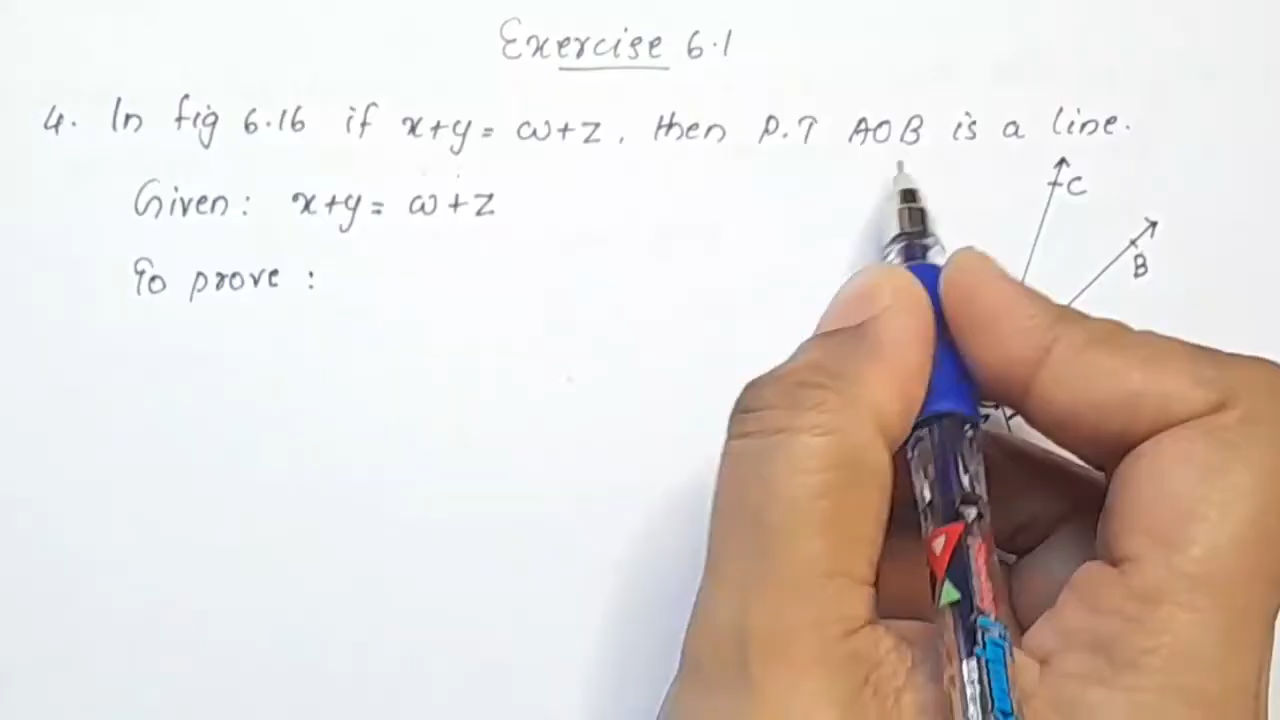 Exercise 6.1
4. In fig 6.16 if x+y = ω+z, then P.T AOB is a line.
Given: x+y = ω+z
To prove :
C
B